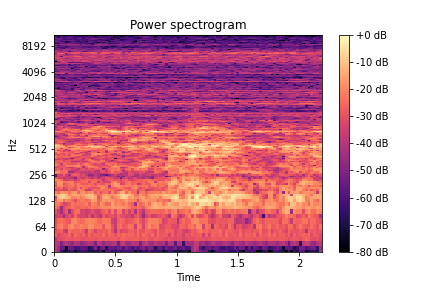 Power spectrogram
8192
4096
2048
1024
512
256
128
64
0
Hz
0
0.5
1
1.5
2
Time
+0 dB
-10 dB
-20 dB
-30 dB
-40 dB
-50 dB
-60 dB
-70 dB
-80 dB